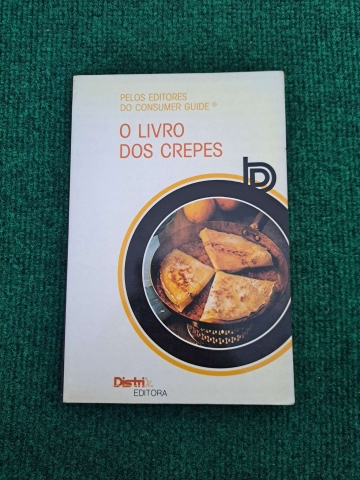 PELOS EDITORES
DO CONSUMER GUIDE ®
O LIVRO
DOS CREPES
Distri
EDITORA